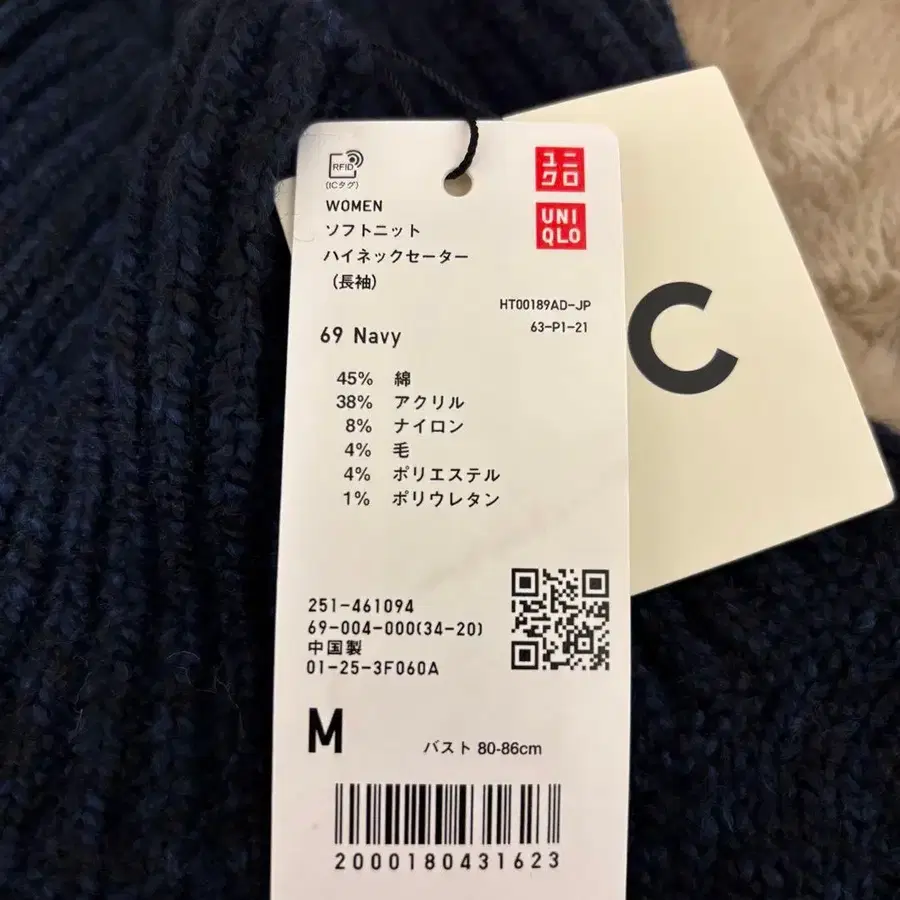 RFID
(ICタグ)
ユニ
クロ
UNI
QLO
WOMEN
ソフトニット
ハイネックセーター
(長袖)
HT00189AD-JP
63-P1-21
69 Navy
45% 綿
38% アクリル
8% ナイロン
4% 毛
4% ポリエステル
1% ポリウレタン
251-461094
69-004-000(34-20)
中国製
01-25-3F060A
M
バスト 80-86cm
2000180431623
C